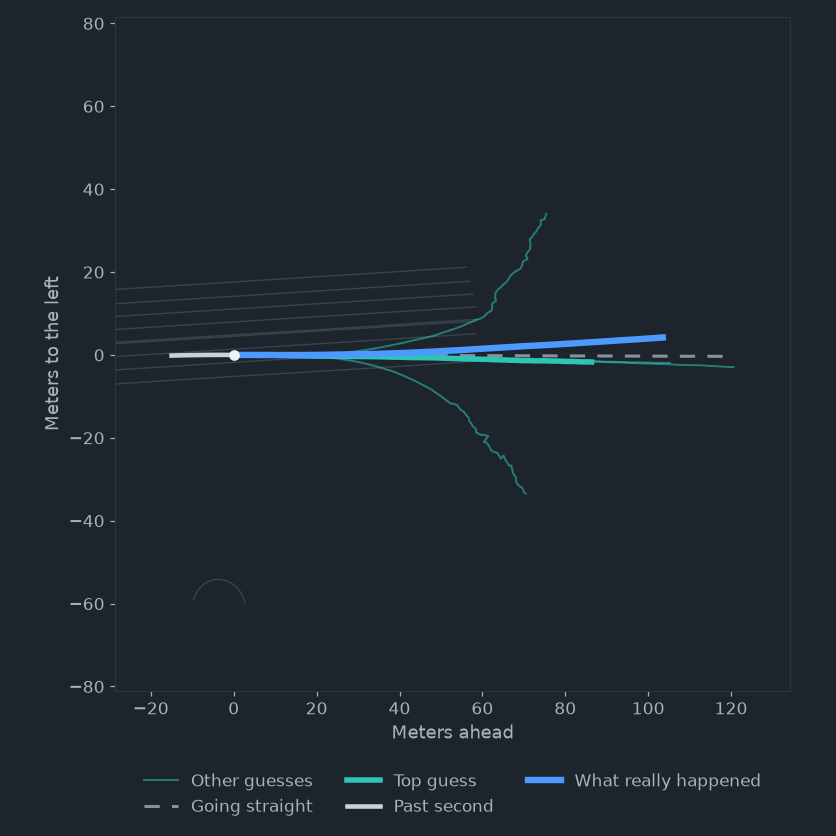 80
60
40
20
0
−20
−40
−60
−80
Meters to the left
−20 0 20 40 60 80 100 120
Meters ahead
Other guesses Top guess What really happened
Going straight Past second